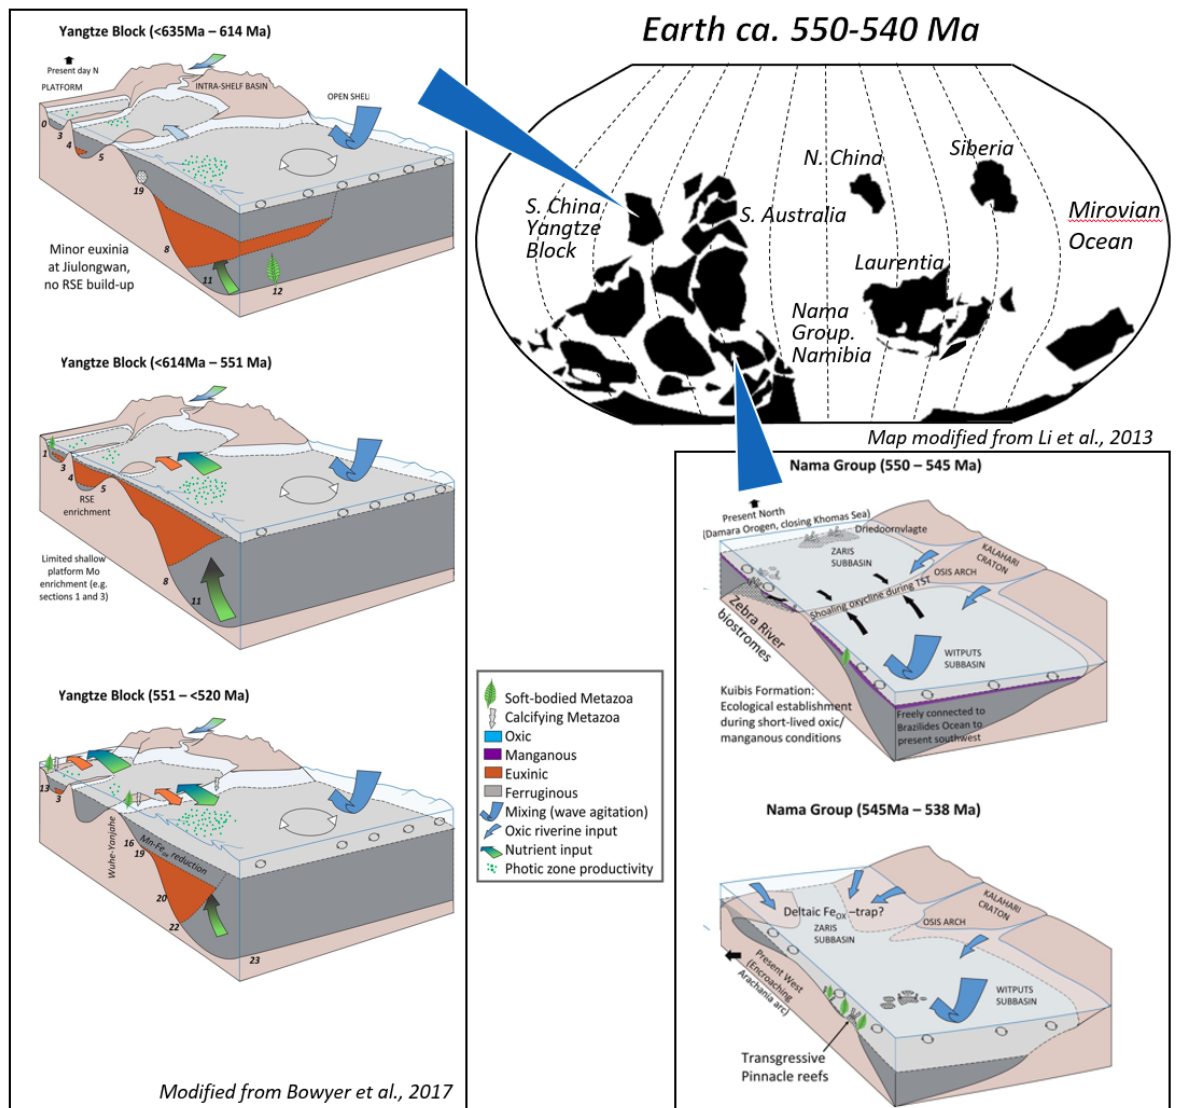 Earth ca. 550-540 Ma
Yangtze Block (<635Ma – 614 Ma)
Present day N
PLATFORM
INTRA-SHELF BASIN
OPEN SHEL
0
3
4
5
19
8
11
12
Minor euxinia
at Jiulongwan,
no RSE build-up
Yangtze Block (<614Ma – 551 Ma)
1
3
4
5
RSE
enrichment
Limited shallow
platform Mo
enrichment (e.g.
sections 1 and 3)
8
11
Yangtze Block (551 – <520 Ma)
13
3
Wuhe-Yanjahe
16
19
Mn-Feox reduction
20
22
23
Modified from Bowyer et al., 2017
S. China
Yangtze
Block
S. Australia
N. China
Siberia
Mirovian
Ocean
Laurentia
Nama
Group.
Namibia
Map modified from Li et al., 2013
Soft-bodied Metazoa
Calcifying Metazoa
Oxic
Manganous
Euxinic
Ferruginous
Mixing (wave agitation)
Oxic riverine input
Nutrient input
Photic zone productivity
Nama Group (550 – 545 Ma)
Present North
(Damara Orogen, closing Khomas Sea)
Driedoornvlagte
ZARIS
SUBBASIN
KALAHARI
CRATON
OSIS ARCH
Shoaling oxycline during TST
Zebra River
biostromes
WITPUTS
SUBBASIN
Kuibis Formation:
Ecological establishment
during short-lived oxic/
manganous conditions
Freely connected to
Brazilides Ocean to
present southwest
Nama Group (545Ma – 538 Ma)
Deltaic FeOX –trap?
ZARIS
SUBBASIN
KALAHARI
CRATON
OSIS ARCH
Present West
(Encroaching
Arachania arc)
WITPUTS
SUBBASIN
Transgressive
Pinnacle reefs